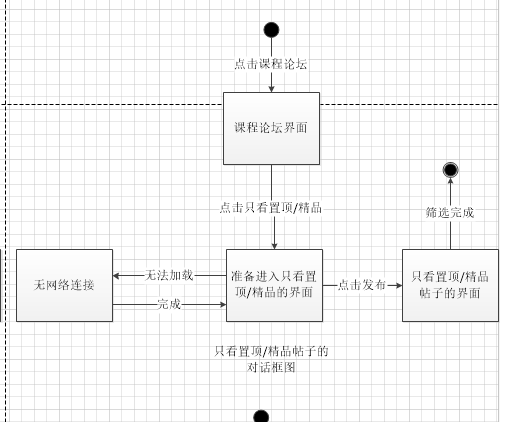 点击课程论坛
课程论坛界面
点击只看置顶/精品
筛选完成
无网络连接
无法加载
完成
准备进入只看置
顶/精品的界面
点击发布
只看置顶/精品
帖子的界面
只看置顶/精品帖子的
对话框图